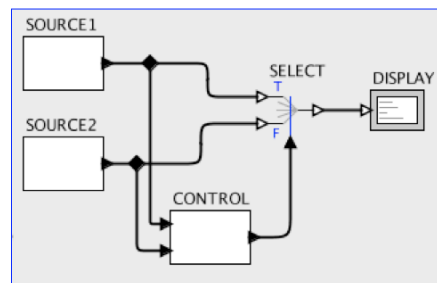 SOURCE1
SELECT
T
DISPLAY
SOURCE2
F
CONTROL